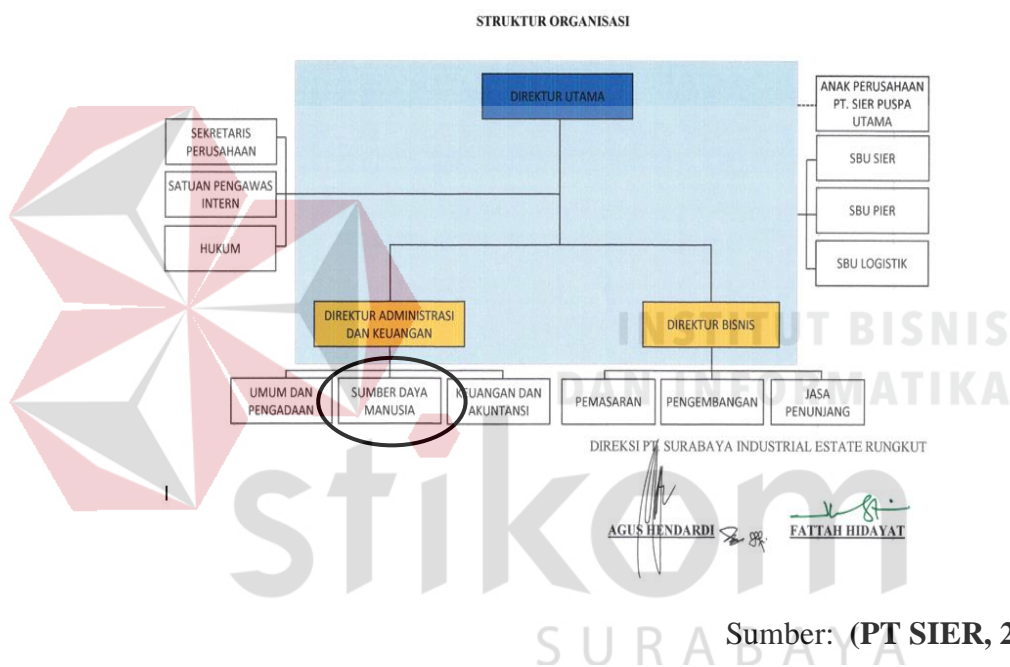 STRUKTUR ORGANISASI
DIREKTUR UTAMA
ANAK PERUSAHAAN
PT. SIER PUSPA
UTAMA
SEKRETARIS
PERUSAHAAN
SBU SIER
SATUAN PENGAWAS
INTERN
SBU PIER
HUKUM
SBU LOGISTIK
DIREKTUR ADMINISTRASI
DAN KEUANGAN
DIREKTUR BISNIS
INSTITUT BISNIS
DAN INFORMATIKA
UMUM DAN
PENGADAAN
SUMBER DAYA
MANUSIA
KEUANGAN DAN
AKUNTANSI
PEMASARAN
PENGEMBANGAN
JASA
PENUNJANG
DIREKSI PT. SURABAYA INDUSTRIAL ESTATE RUNGKUT
stikom
AGUS HENDARDI
FATTAH HIDAYAT
SURABAYA
Sumber: (PT SIER, 2